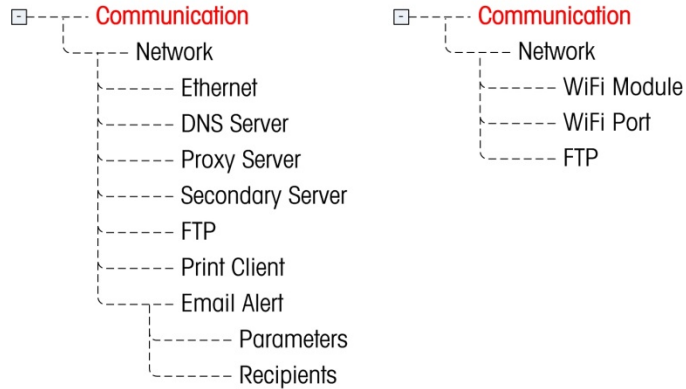 Communication
Network
Ethernet
DNS Server
Proxy Server
Secondary Server
FTP
Print Client
Email Alert
Parameters
Recipients
Communication
Network
WiFi Module
WiFi Port
FTP